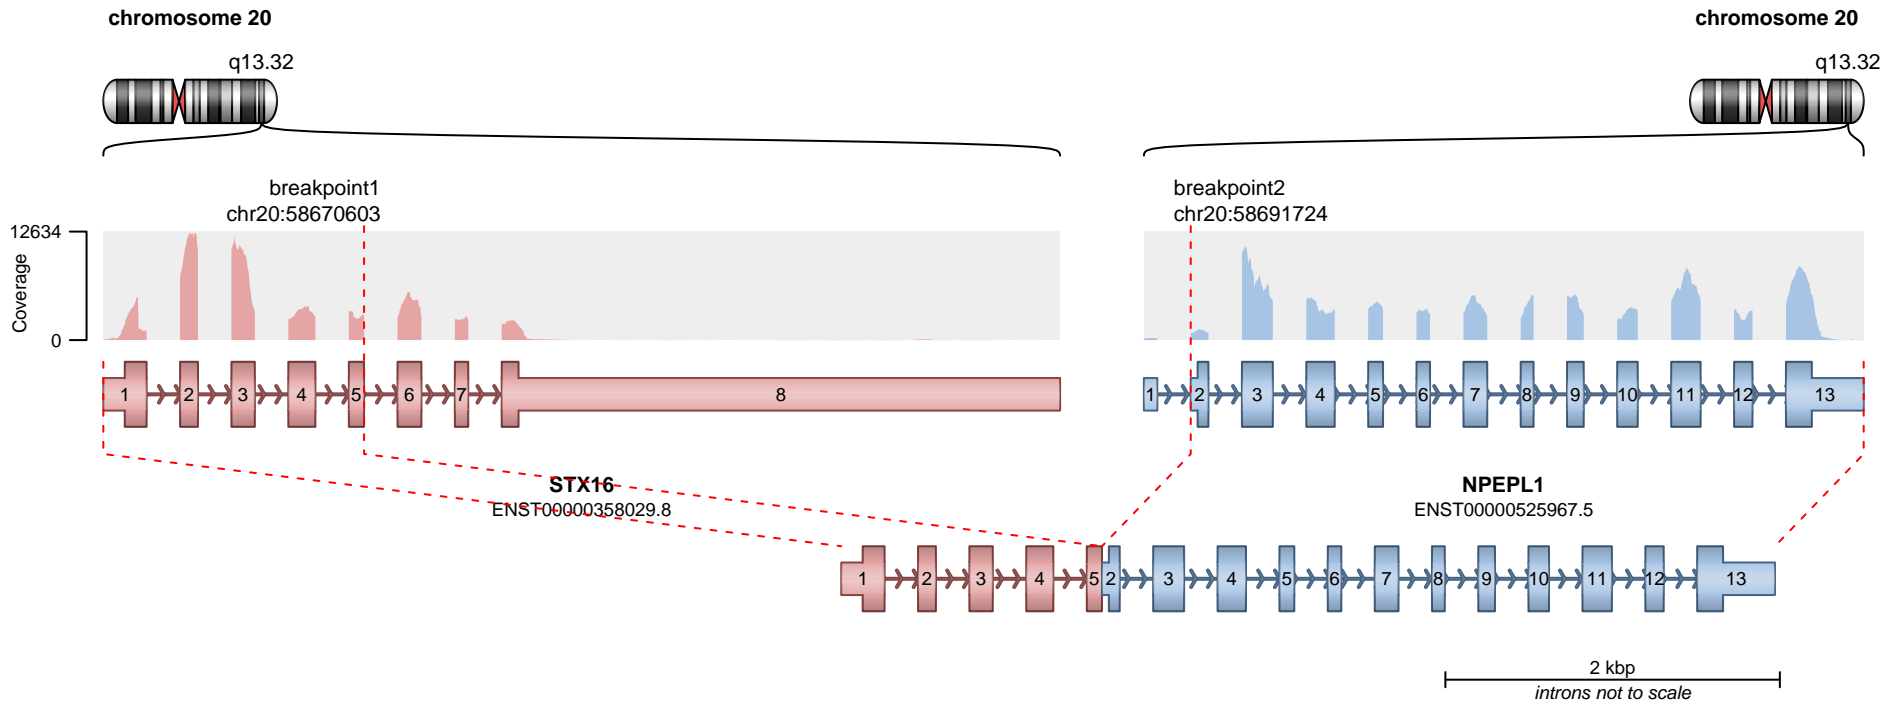 chromosome 20
chromosome 20
q13.32
q13.32
breakpoint1
chr20:58670603
breakpoint2
chr20:58691724
12634
Coverage
0
1 2 3 4 5 6 7 8
1 2 3 4 5 6 7 8 9 10 11 12 13
STX16
ENST00000358029.8
NPEPL1
ENST00000525967.5
1 2 3 4 5 2 3 4 5 6 7 8 9 10 11 12 13
2 kbp
introns not to scale